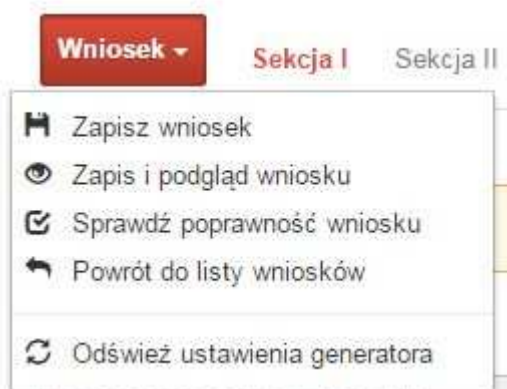 Wniosek Sekcja I Sekcja II
Zapisz wniosek
Zapis i podgląd wniosku
Sprawdź poprawność wniosku
Powrót do listy wniosków
Odśwież ustawienia generatora